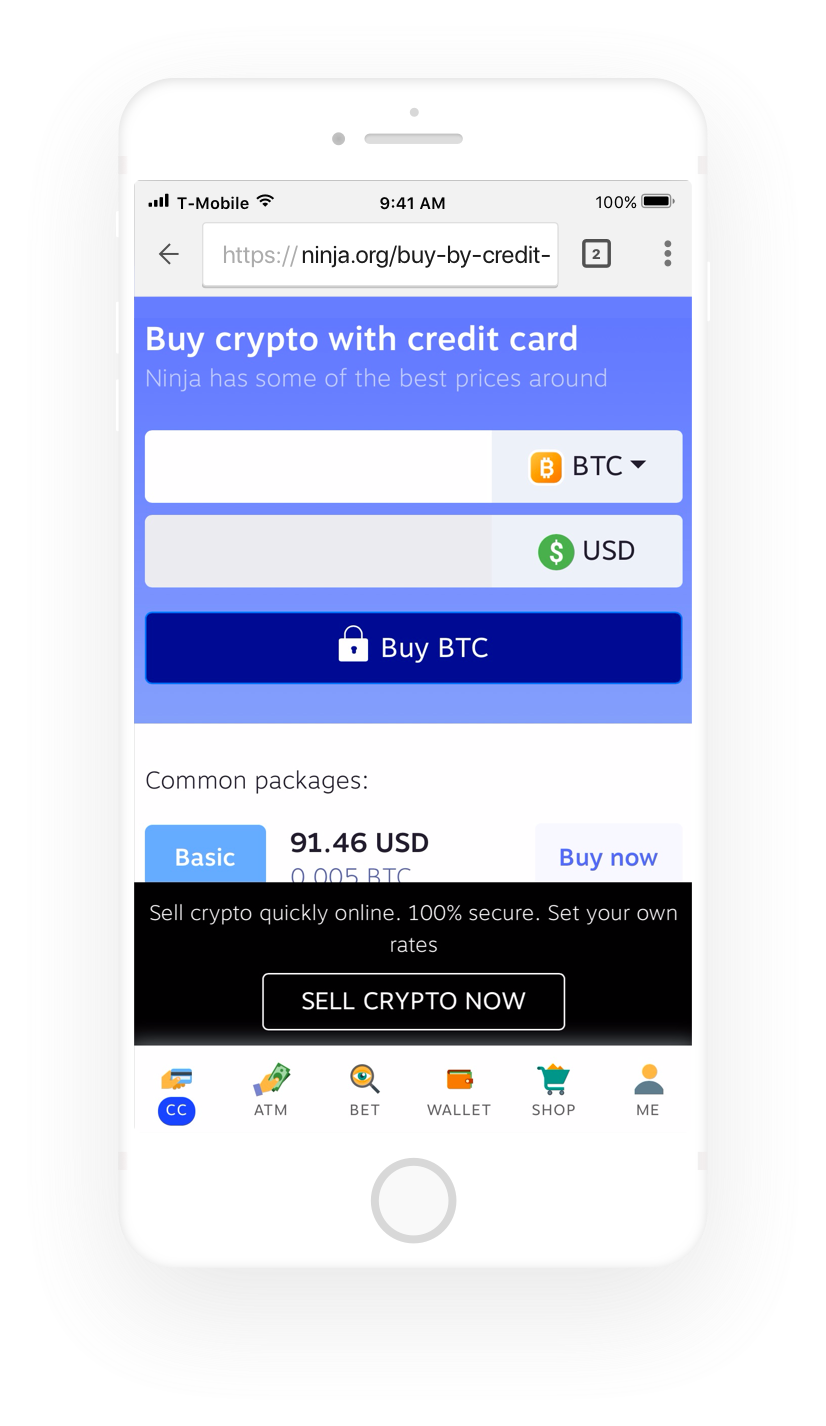 T-Mobile 9:41 AM 100%
https:// ninja.org/buy-by-credit- 2
Buy crypto with credit card
Ninja has some of the best prices around
BTC
$ USD
Buy BTC
Common packages:
Basic 91.46 USD Buy now
0.005 BTC
Sell crypto quickly online. 100% secure. Set your own
rates
SELL CRYPTO NOW
CC ATM BET WALLET SHOP ME